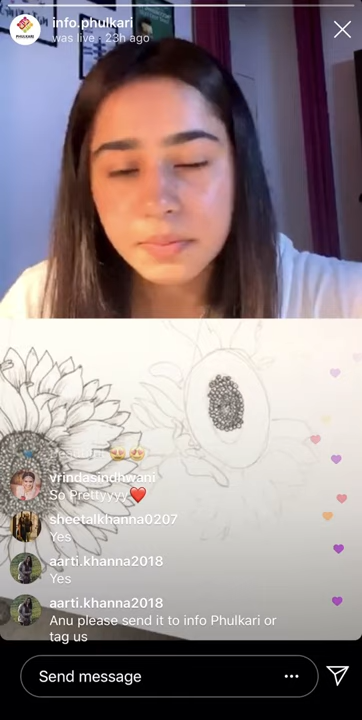 info.phulkari
was live · 23h ago
PHULKARI
vrindasindhwani
So Prettyyyy❤️
sheetalkhanna0207
Yes
aarti.khanna2018
Yes
aarti.khanna2018
Anu please send it to info Phulkari or
tag us
Send message